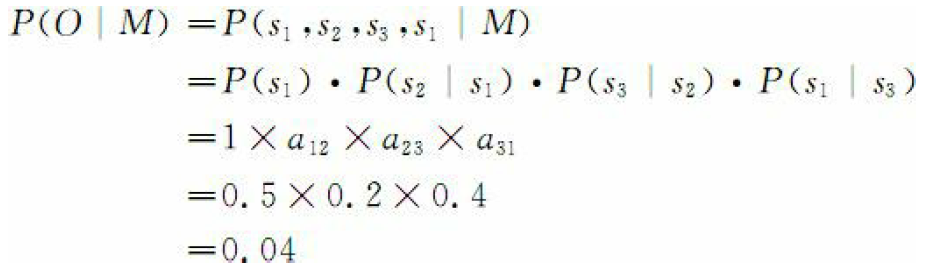 P(O | M) = P(s₁, s₂, s₃, s₁ | M)
= P(s₁) · P(s₂ | s₁) · P(s₃ | s₂) · P(s₁ | s₃)
= 1 × a₁₂ × a₂₃ × a₃₁
= 0.5 × 0.2 × 0.4
= 0.04